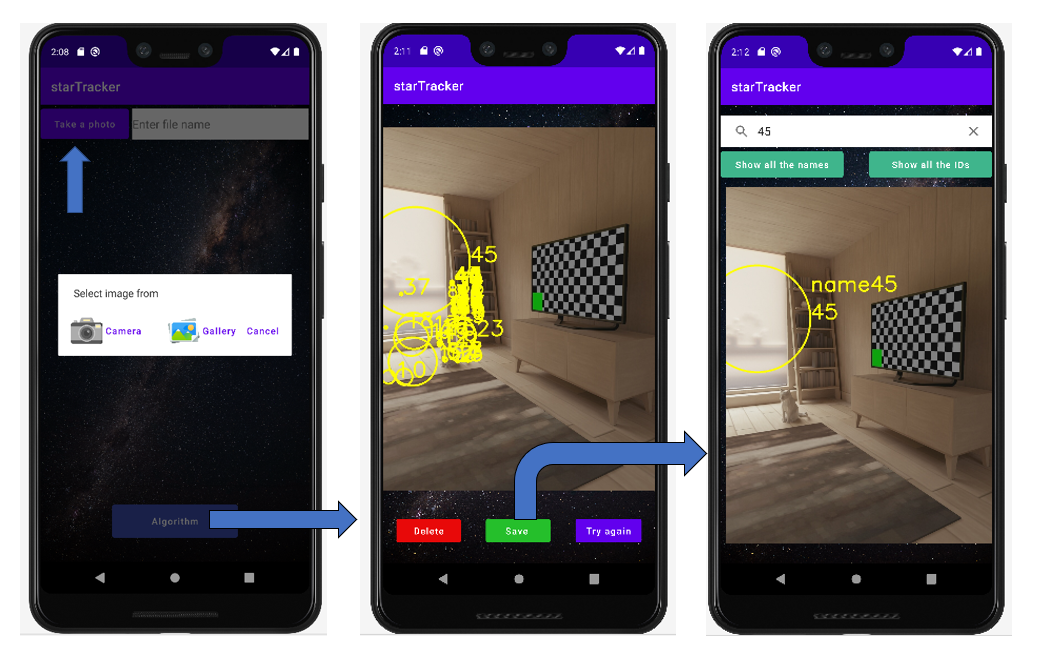 2:08
starTracker
Take a photo
Enter file name
Select image from
Camera
Gallery
Cancel
Algorithm
2:11
starTracker
45
.37
23
10
Delete
Save
Try again
2:12
starTracker
45
Show all the names
Show all the IDs
name45
45